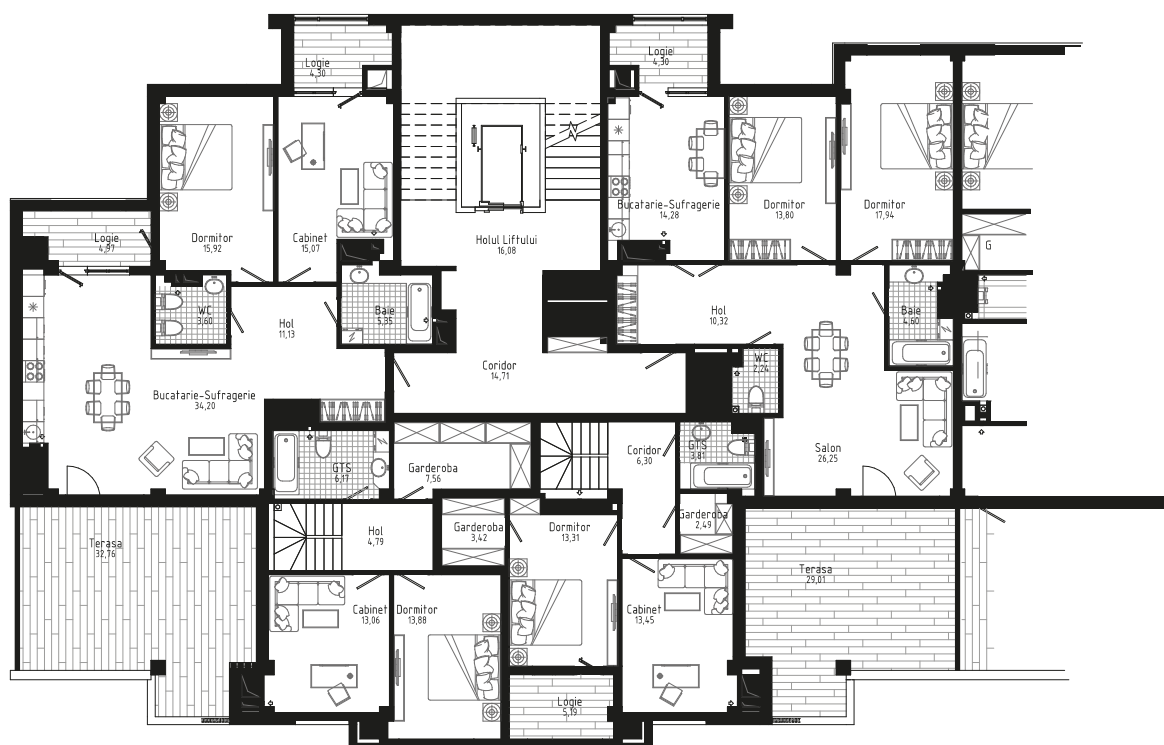 Logie
4,30
Logie
4,30
Dormitor
15,92
Cabinet
15,07
Holul Liftului
16,08
Bucatarie-Sufragerie
14,28
Dormitor
13,80
Dormitor
17,94
Logie
4,97
G
WC
3,60
Hol
11,13
Baie
5,35
Hol
10,32
Baie
4,60
Coridor
14,71
WC
2,24
Bucatarie-Sufragerie
34,20
GTS
6,17
Garderoba
7,56
Coridor
6,30
GTS
3,81
Salon
26,25
Hol
4,79
Garderoba
3,42
Dormitor
13,31
Garderoba
2,49
Terasa
32,76
Terasa
29,01
Cabinet
13,06
Dormitor
13,88
Cabinet
13,45
Logie
5,19